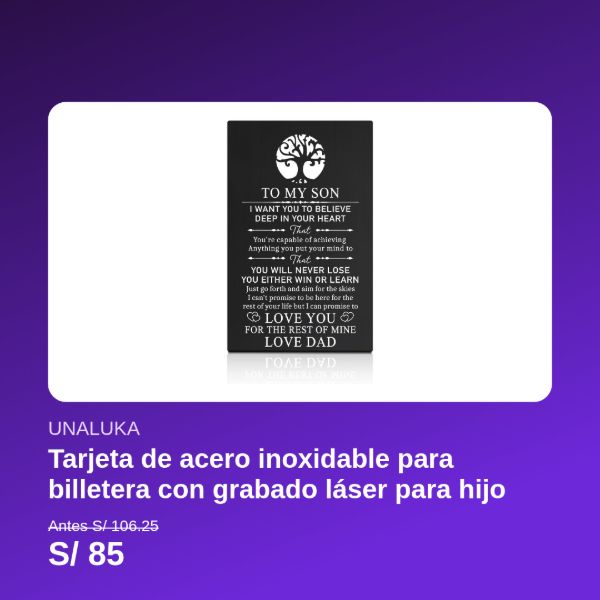 TO MY SON
I WANT YOU TO BELIEVE
DEEP IN YOUR HEART
That
You're capable of achieving
Anything you put your mind to
That
YOU WILL NEVER LOSE
YOU EITHER WIN OR LEARN
Just go forth and aim for the skies
I can't promise to be here for the
rest of your life but I can promise to
LOVE YOU
FOR THE REST OF MINE
LOVE DAD
UNALUKA
Tarjeta de acero inoxidable para
billetera con grabado láser para hijo
Antes S/ 106.25
S/ 85